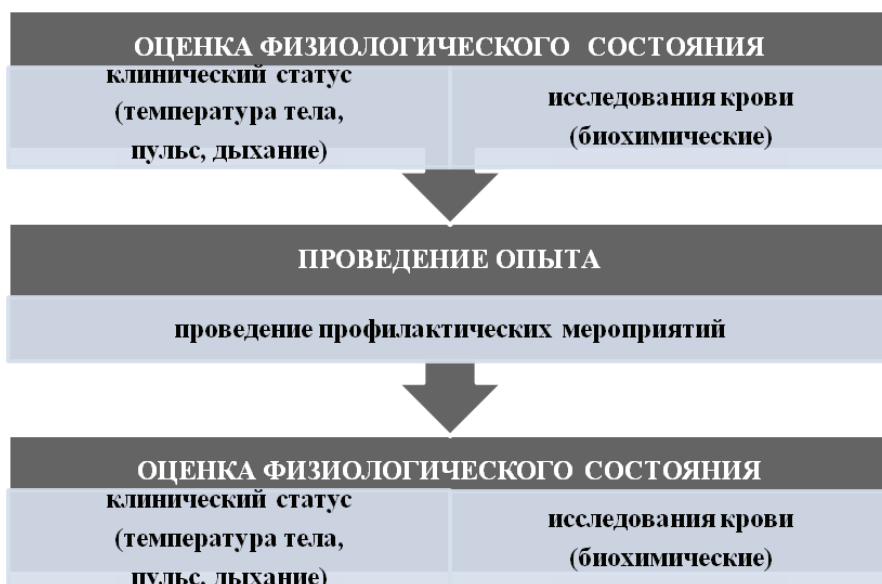 ОЦЕНКА ФИЗИОЛОГИЧЕСКОГО СОСТОЯНИЯ
клинический статус
(температура тела,
пульс, дыхание)
исследования крови
(биохимические)
ПРОВЕДЕНИЕ ОПЫТА
проведение профилактических мероприятий
ОЦЕНКА ФИЗИОЛОГИЧЕСКОГО СОСТОЯНИЯ
клинический статус
(температура тела,
пульс, дыхание)
исследования крови
(биохимические)